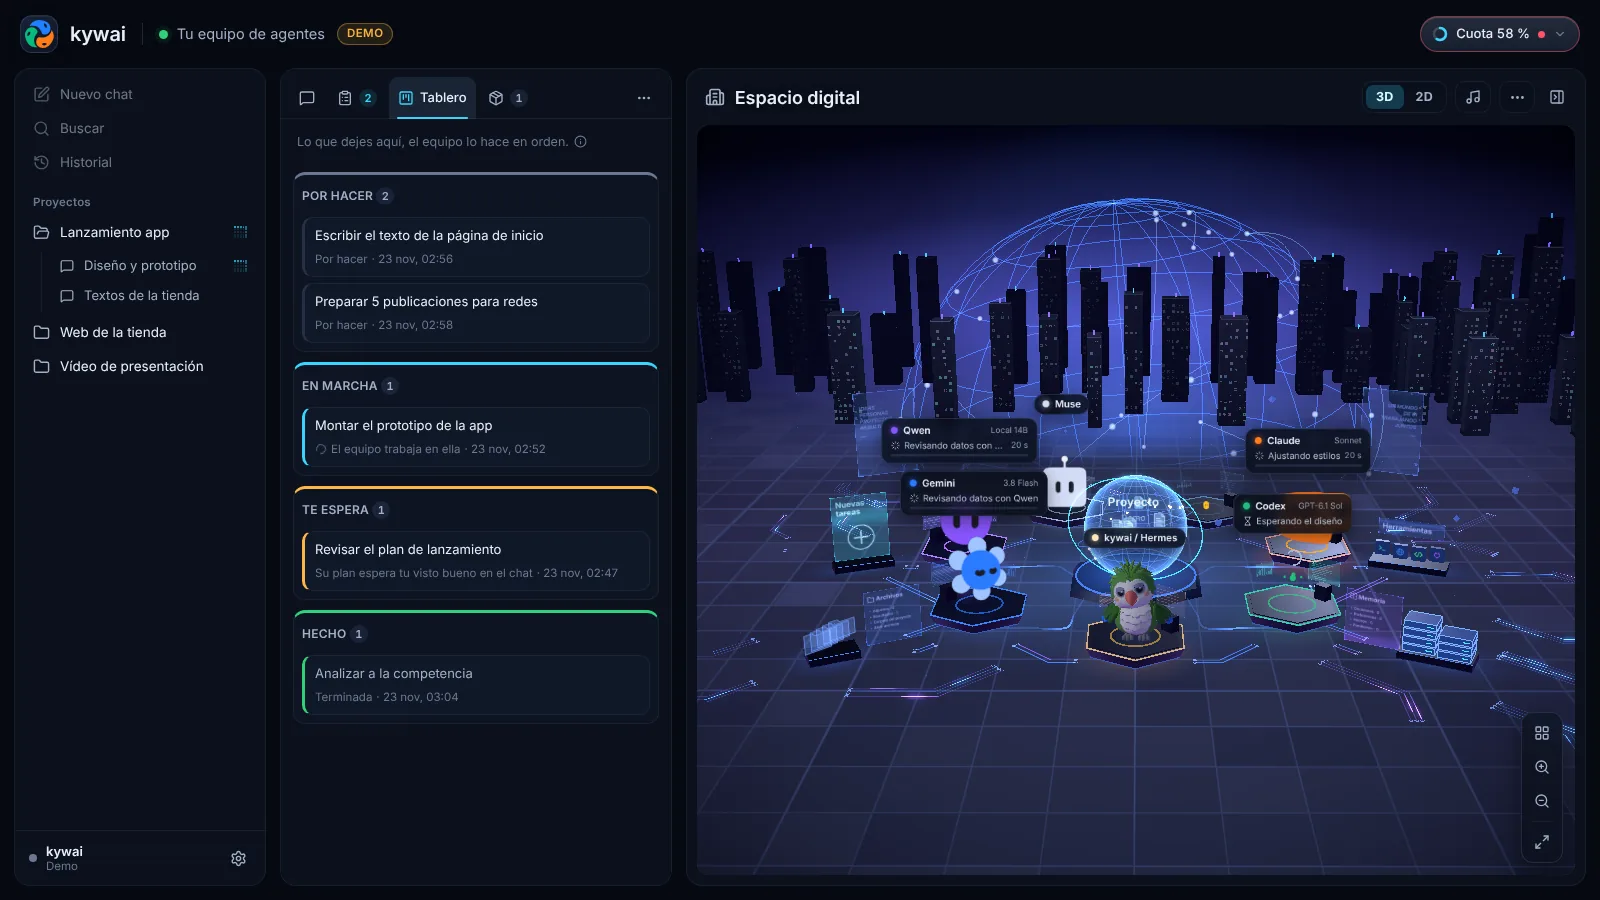 kywai
Tu equipo de agentes
DEMO
Cuota 58 %
Nuevo chat
Buscar
Historial
Proyectos
Lanzamiento app
Diseño y prototipo
Textos de la tienda
Web de la tienda
Vídeo de presentación
kywai
Demo
2
Tablero
1
Lo que dejes aquí, el equipo lo hace en orden.
POR HACER 2
Escribir el texto de la página de inicio
Por hacer · 23 nov, 02:56
Preparar 5 publicaciones para redes
Por hacer · 23 nov, 02:58
EN MARCHA 1
Montar el prototipo de la app
El equipo trabaja en ella · 23 nov, 02:52
TE ESPERA 1
Revisar el plan de lanzamiento
Su plan espera tu visto bueno en el chat · 23 nov, 02:47
HECHO 1
Analizar a la competencia
Terminada · 23 nov, 03:04
Espacio digital
3D
2D
Muse
Qwen Local 14B
Revisando datos con ... 20 s
Claude Sonnet
Ajustando estilos 20 s
Gemini 3.8 Flash
Revisando datos con Qwen
Codex GPT-6.1 Sol
Esperando el diseño
Proyecto
kywai / Hermes
Nuevas
tareas
Herramientas
Archivos
Memoria